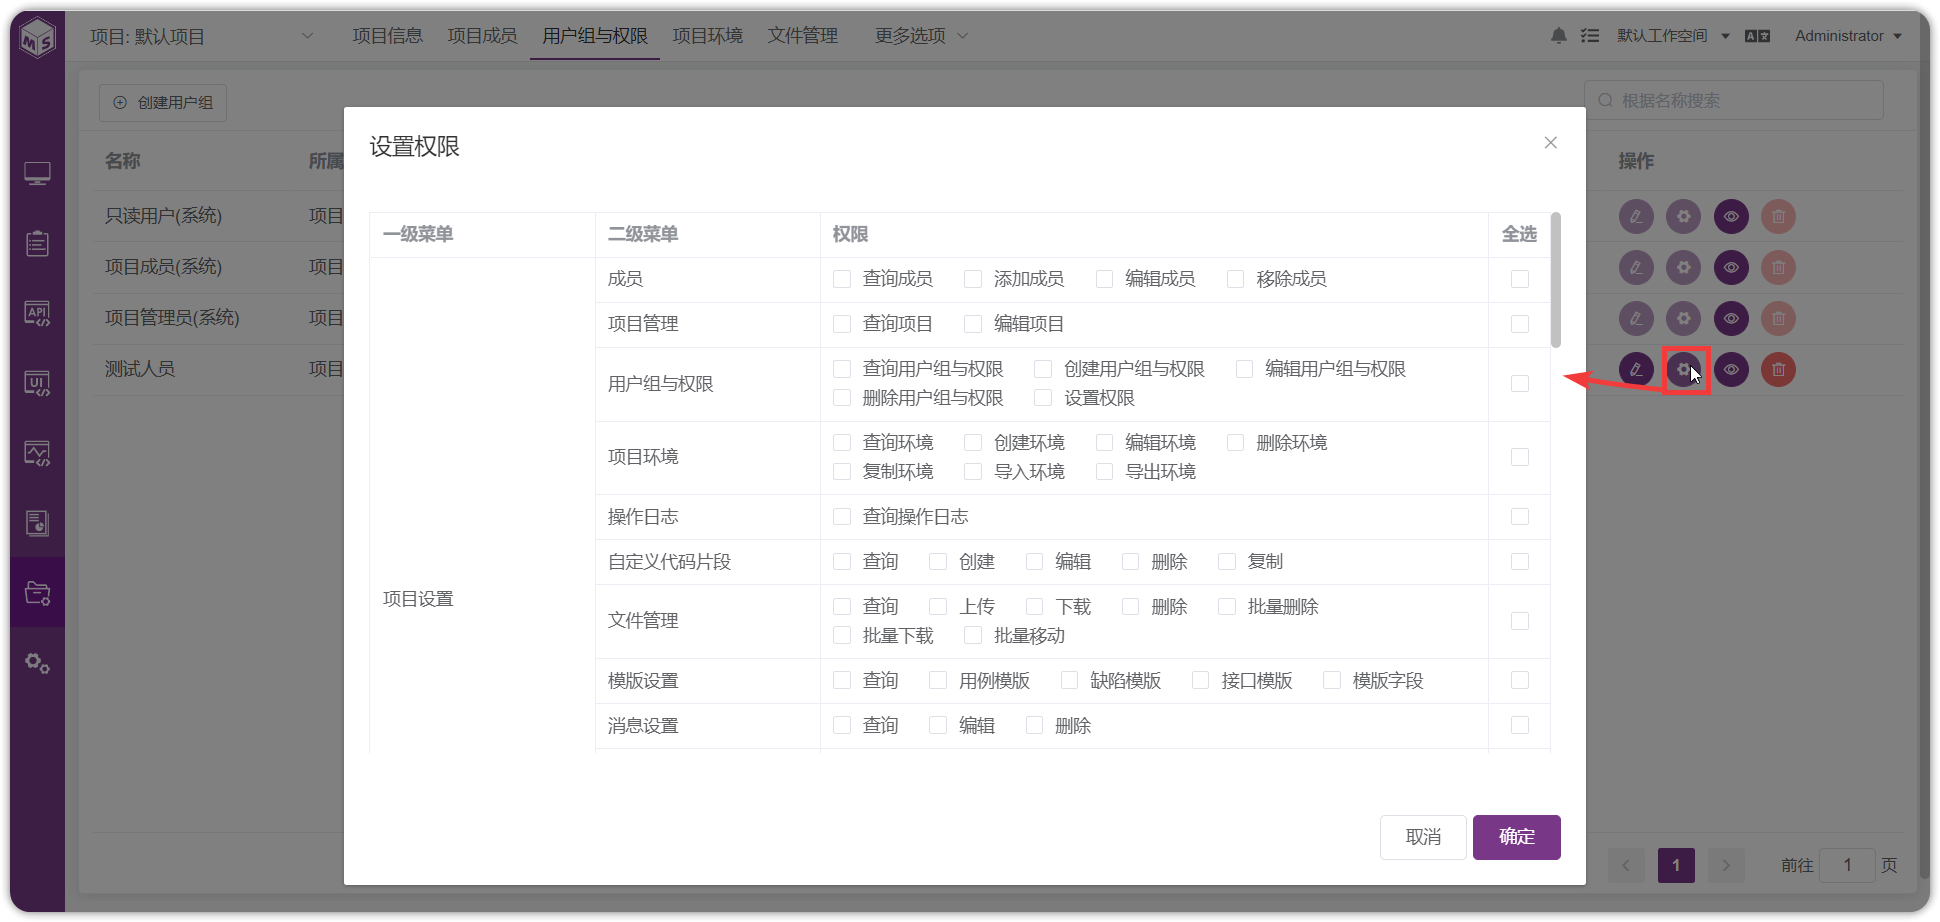 项目: 默认项目 项目信息 项目成员 用户组与权限 项目环境 文件管理 更多选项 默认工作空间 Administrator
创建用户组 根据名称搜索
设置权限
名称 所属 操作
只读用户(系统) 项目
项目成员(系统) 项目
项目管理员(系统) 项目
测试人员 项目
一级菜单 二级菜单 权限 全选
项目设置
成员 查询成员 添加成员 编辑成员 移除成员
项目管理 查询项目 编辑项目
用户组与权限 查询用户组与权限 创建用户组与权限 编辑用户组与权限
删除用户组与权限 设置权限
项目环境 查询环境 创建环境 编辑环境 删除环境
复制环境 导入环境 导出环境
操作日志 查询操作日志
自定义代码片段 查询 创建 编辑 删除 复制
文件管理 查询 上传 下载 删除 批量删除
批量下载 批量移动
模版设置 查询 用例模版 缺陷模版 接口模版 模版字段
消息设置 查询 编辑 删除
取消 确定
1 前往 1 页
MS
API
UI